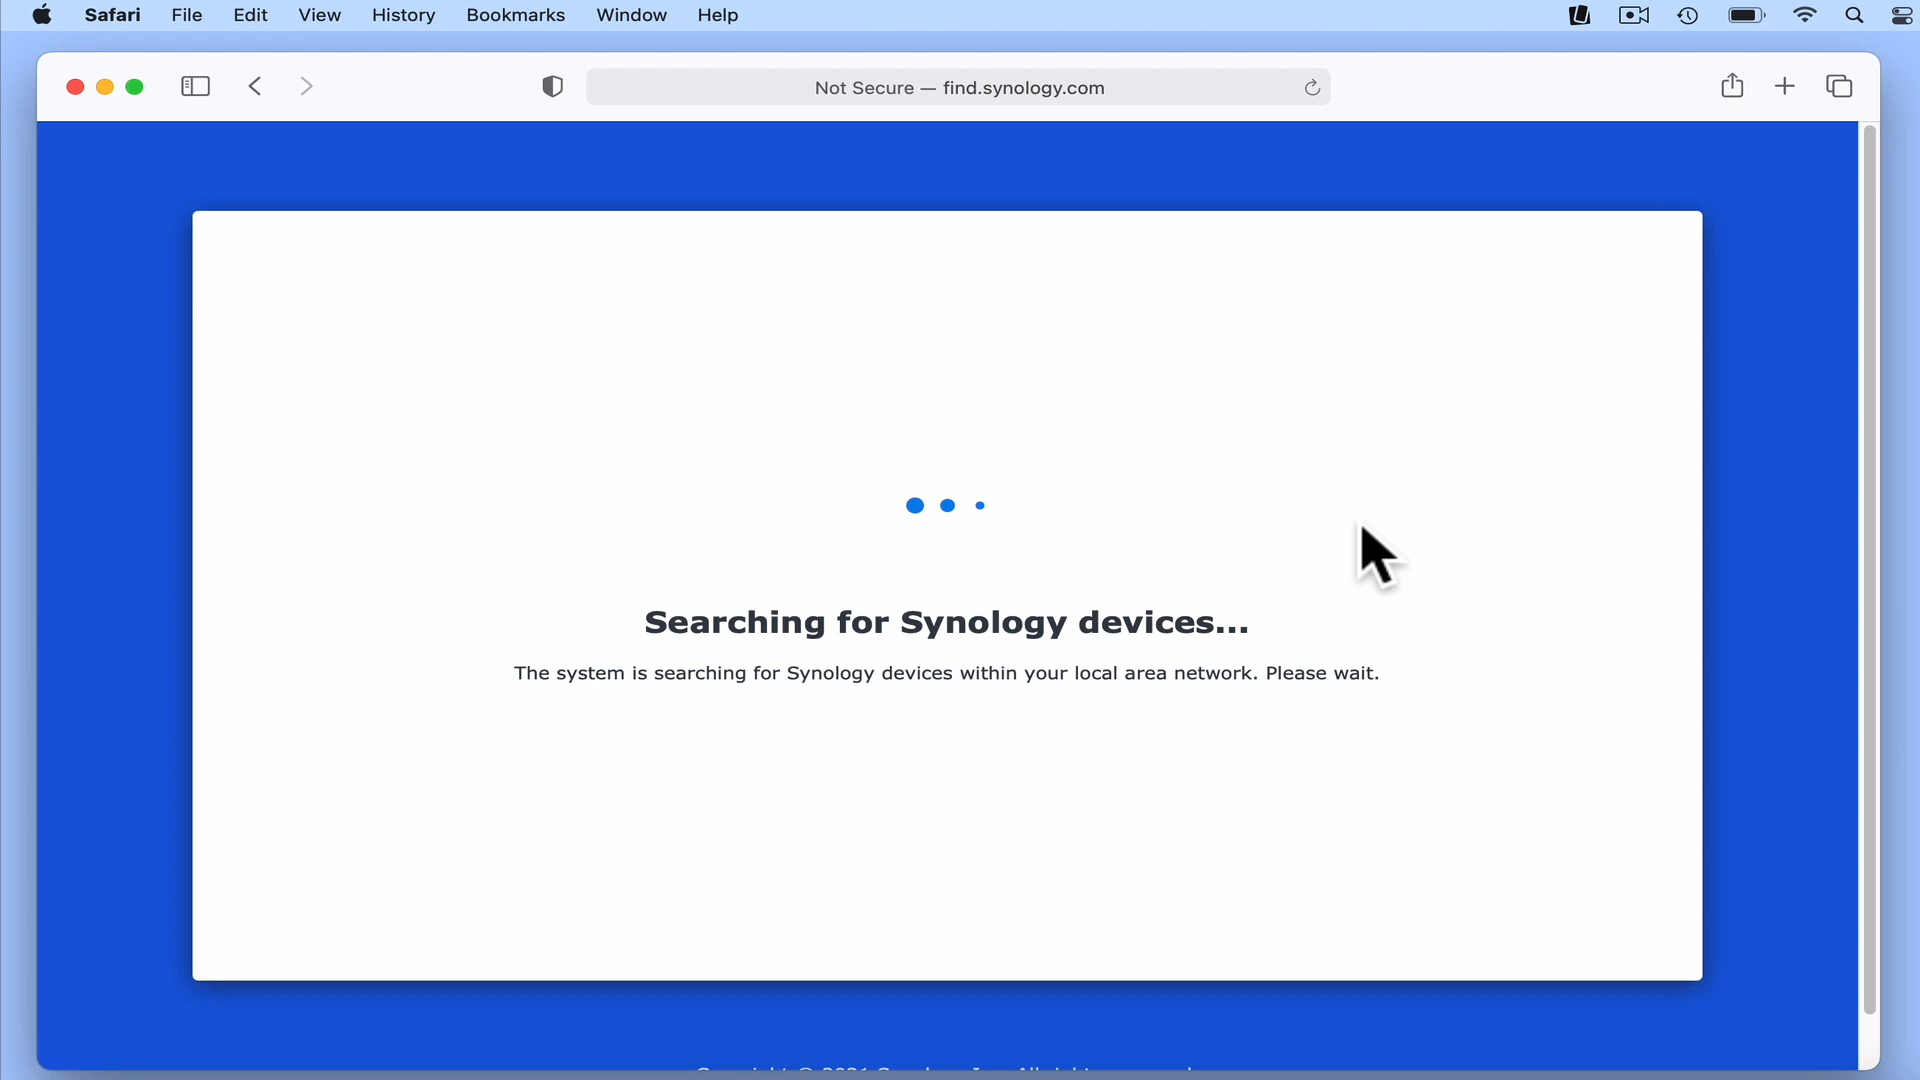 Safari File Edit View History Bookmarks Window Help
Not Secure — find.synology.com
Searching for Synology devices...
The system is searching for Synology devices within your local area network. Please wait.